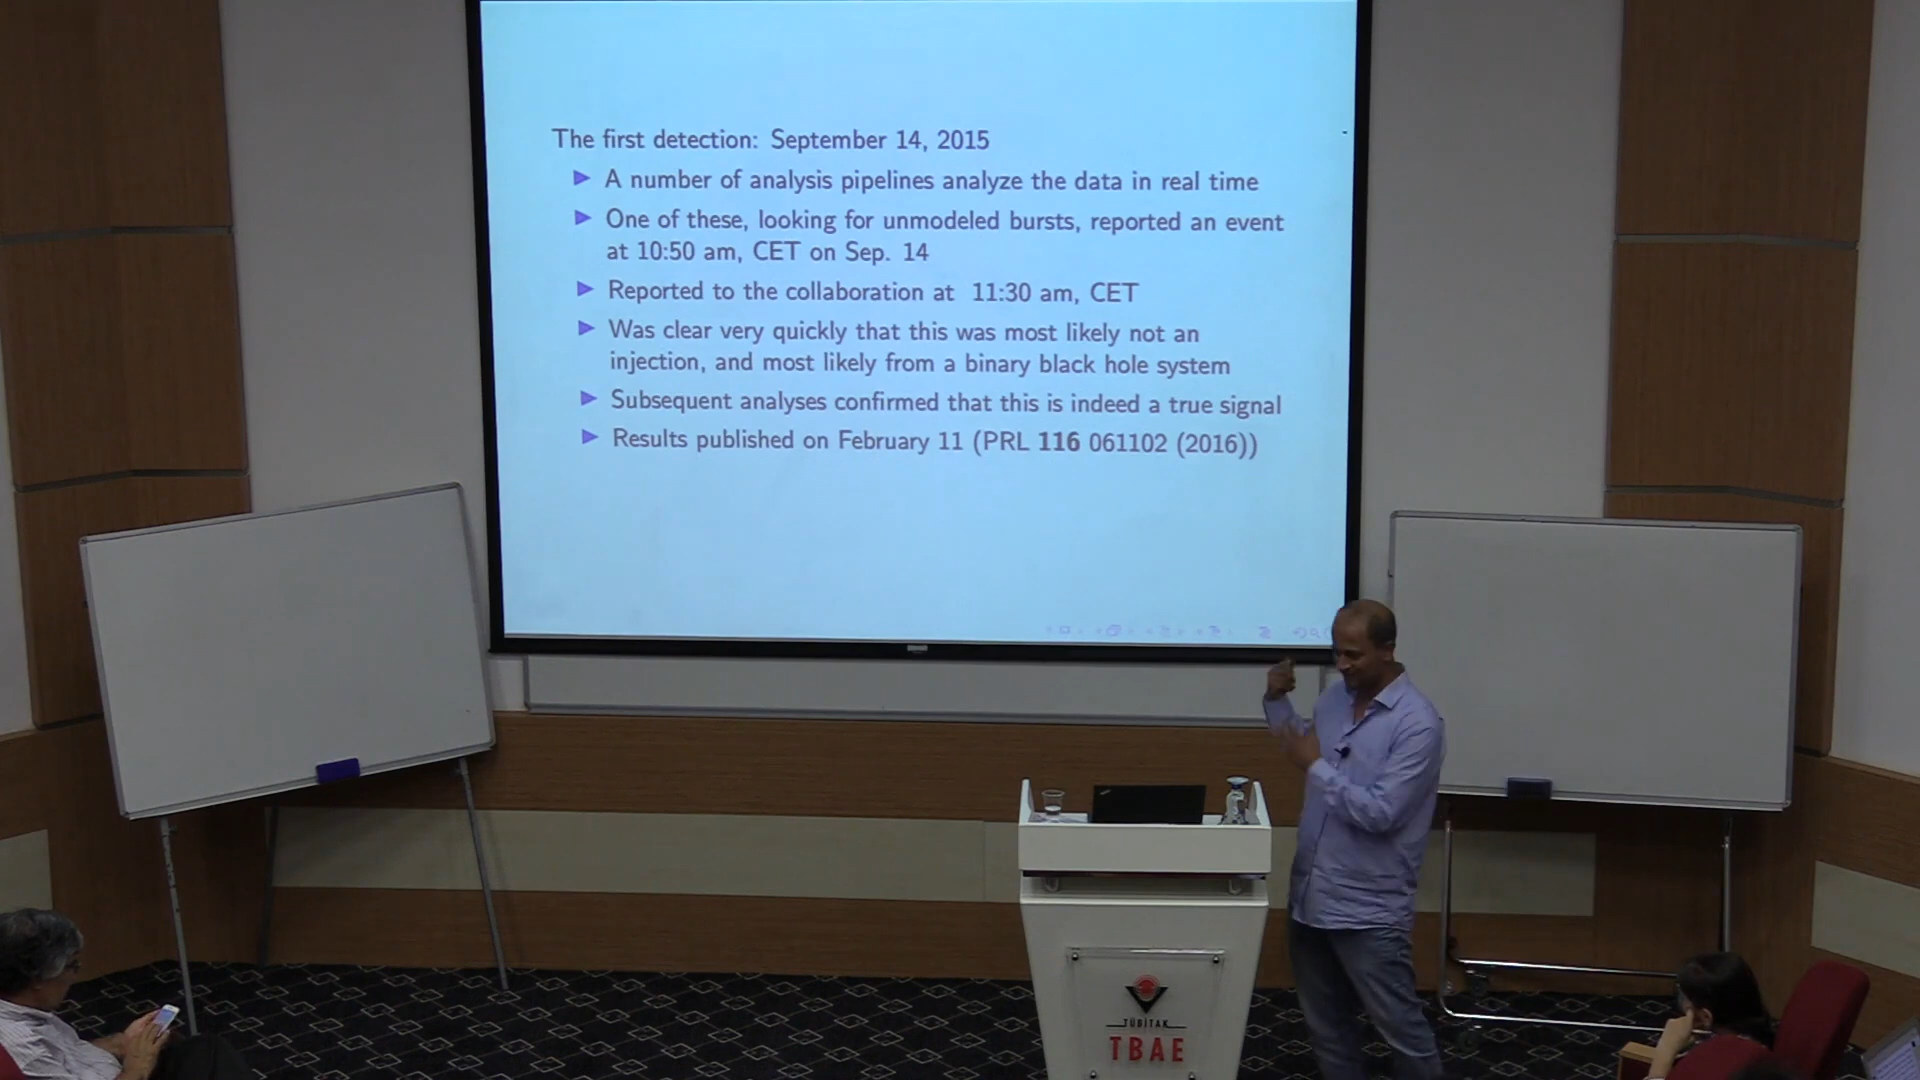 The first detection: September 14, 2015
A number of analysis pipelines analyze the data in real time
One of these, looking for unmodeled bursts, reported an event
at 10:50 am, CET on Sep. 14
Reported to the collaboration at 11:30 am, CET
Was clear very quickly that this was most likely not an
injection, and most likely from a binary black hole system
Subsequent analyses confirmed that this is indeed a true signal
Results published on February 11 (PRL 116 061102 (2016))
TÜBİTAK
TBAE